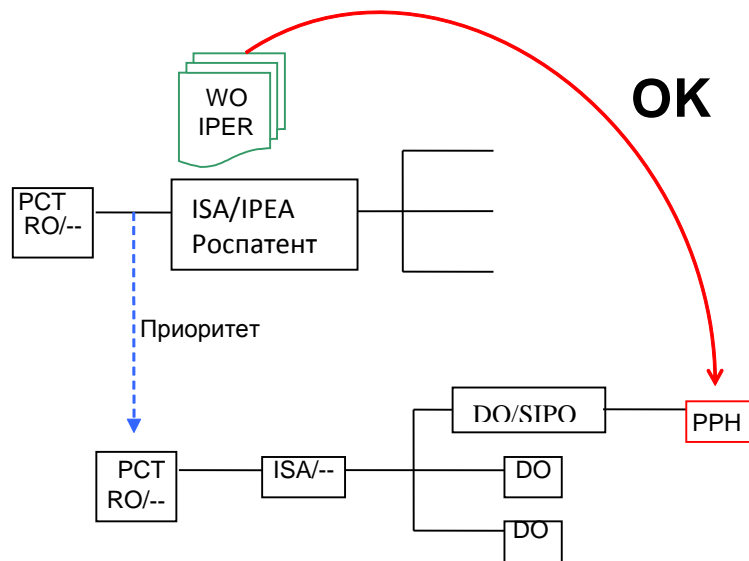 WO
IPER
OK
PCT
RO/--
ISA/IPEA
Роспатент
Приоритет
DO/SIPO
PPH
PCT
RO/--
ISA/--
DO
DO